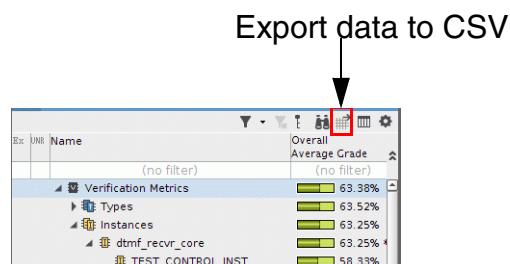 Export data to CSV
Ex UNR Name Overall Average Grade
(no filter) (no filter)
Verification Metrics 63.38%
Types 63.52%
Instances 63.25%
dtmf_recvr_core 63.25% *
TEST_CONTROL_INST 58.33%